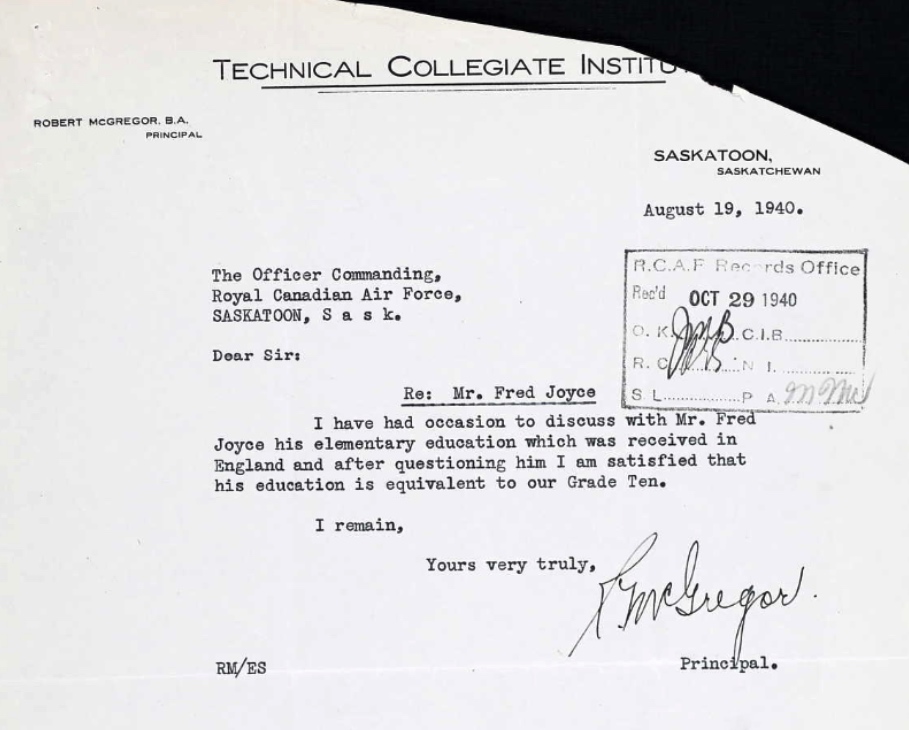 TECHNICAL COLLEGIATE INSTITU
ROBERT MCGREGOR. B.A.
PRINCIPAL
SASKATOON,
SASKATCHEWAN
August 19, 1940.
The Officer Commanding,
Royal Canadian Air Force,
SASKATOON, S a s k.
R.C.A.F Records Office
Rec'd OCT 29 1940
O. K. C.I.B.
R. C. N I.
S L P A.
Dear Sir:
Re: Mr. Fred Joyce
I have had occasion to discuss with Mr. Fred
Joyce his elementary education which was received in
England and after questioning him I am satisfied that
his education is equivalent to our Grade Ten.
I remain,
Yours very truly,
R McGregor.
RM/ES
Principal.